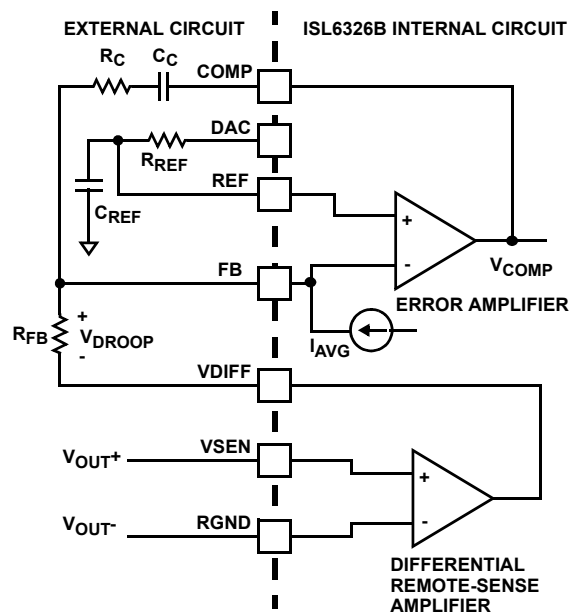 EXTERNAL CIRCUIT
ISL6326B INTERNAL CIRCUIT
RC
CC
COMP
DAC
RREF
REF
CREF
+
-
VCOMP
FB
ERROR AMPLIFIER
RFB
+
VDROOP
-
IAVG
VDIFF
VSEN
VOUT+
+
RGND
VOUT-
-
DIFFERENTIAL
REMOTE-SENSE
AMPLIFIER